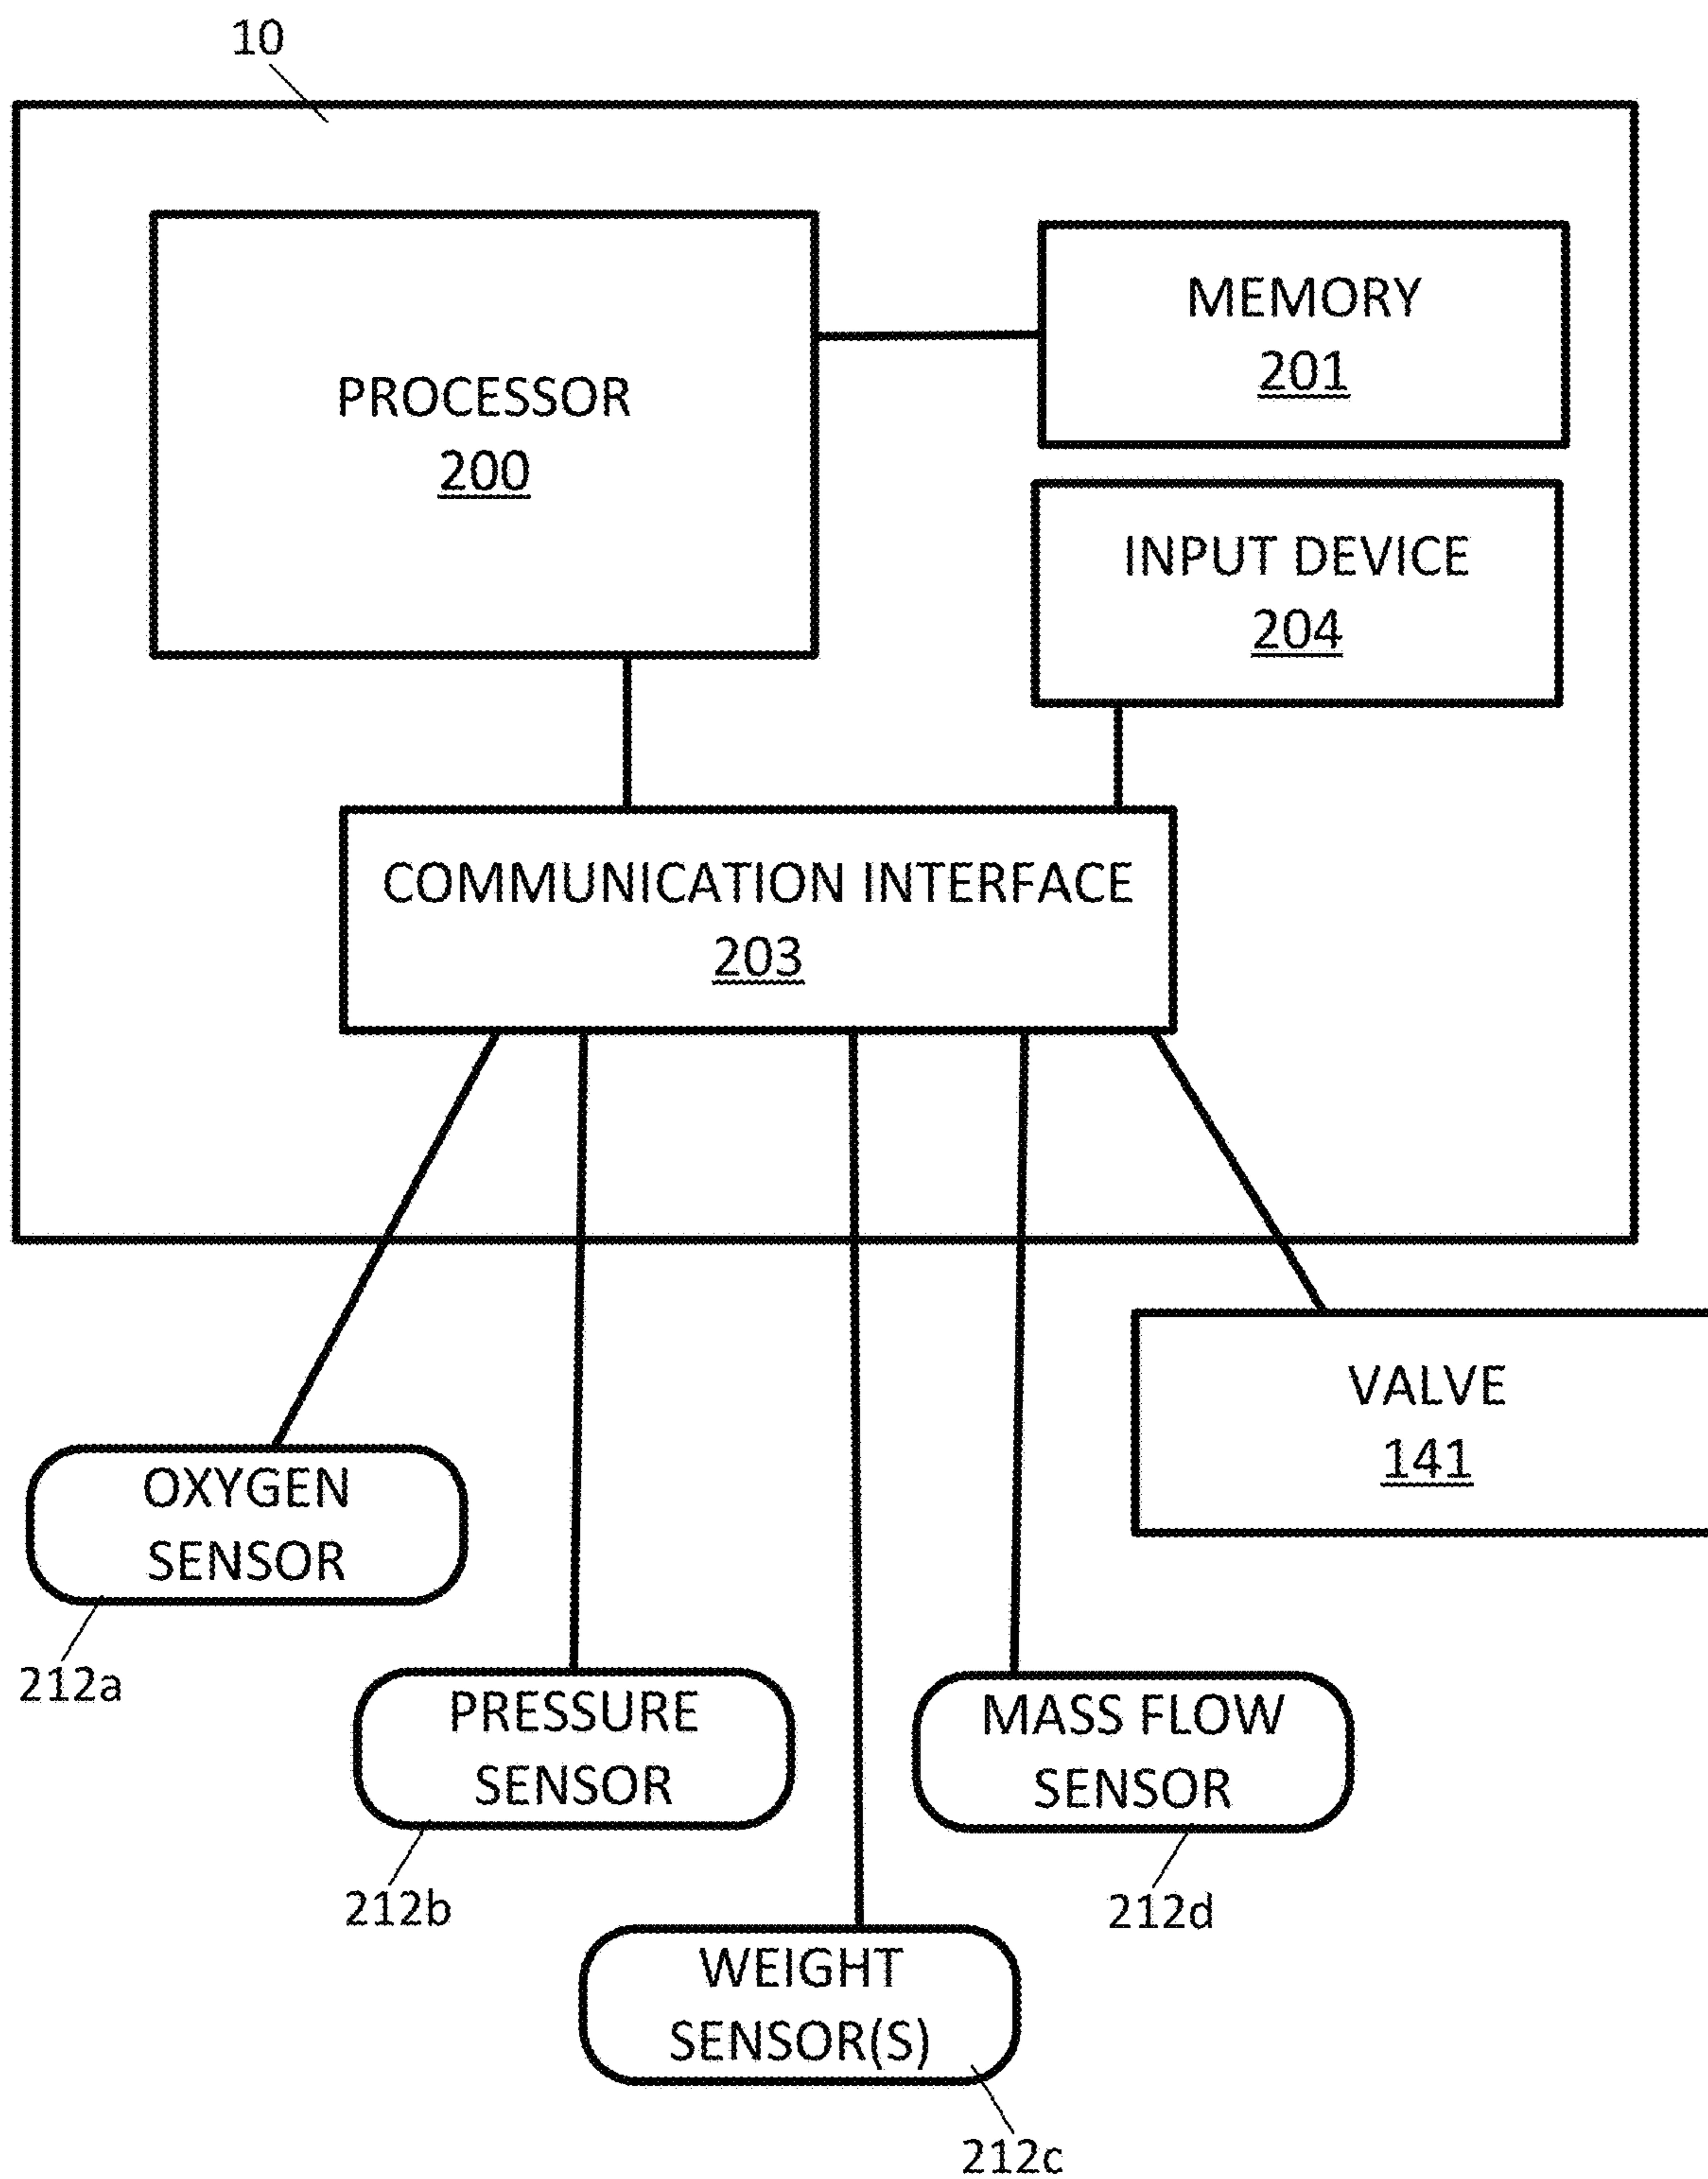 10
PROCESSOR
200
MEMORY
201
INPUT DEVICE
204
COMMUNICATION INTERFACE
203
VALVE
141
OXYGEN
SENSOR
212a
PRESSURE
SENSOR
212b
MASS FLOW
SENSOR
212d
WEIGHT
SENSOR(S)
212c